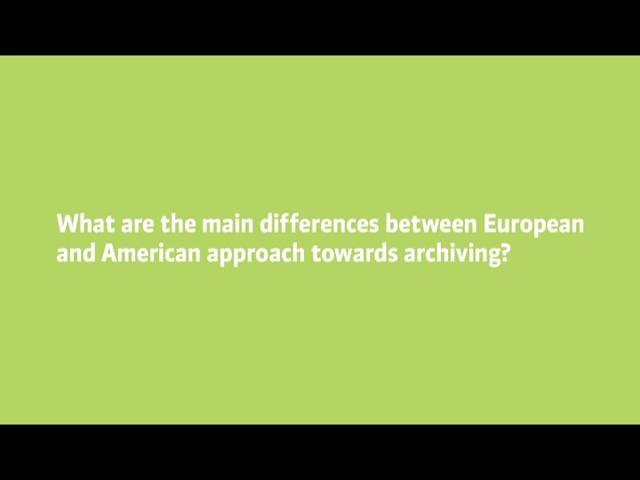 What are the main differences between European
and American approach towards archiving?